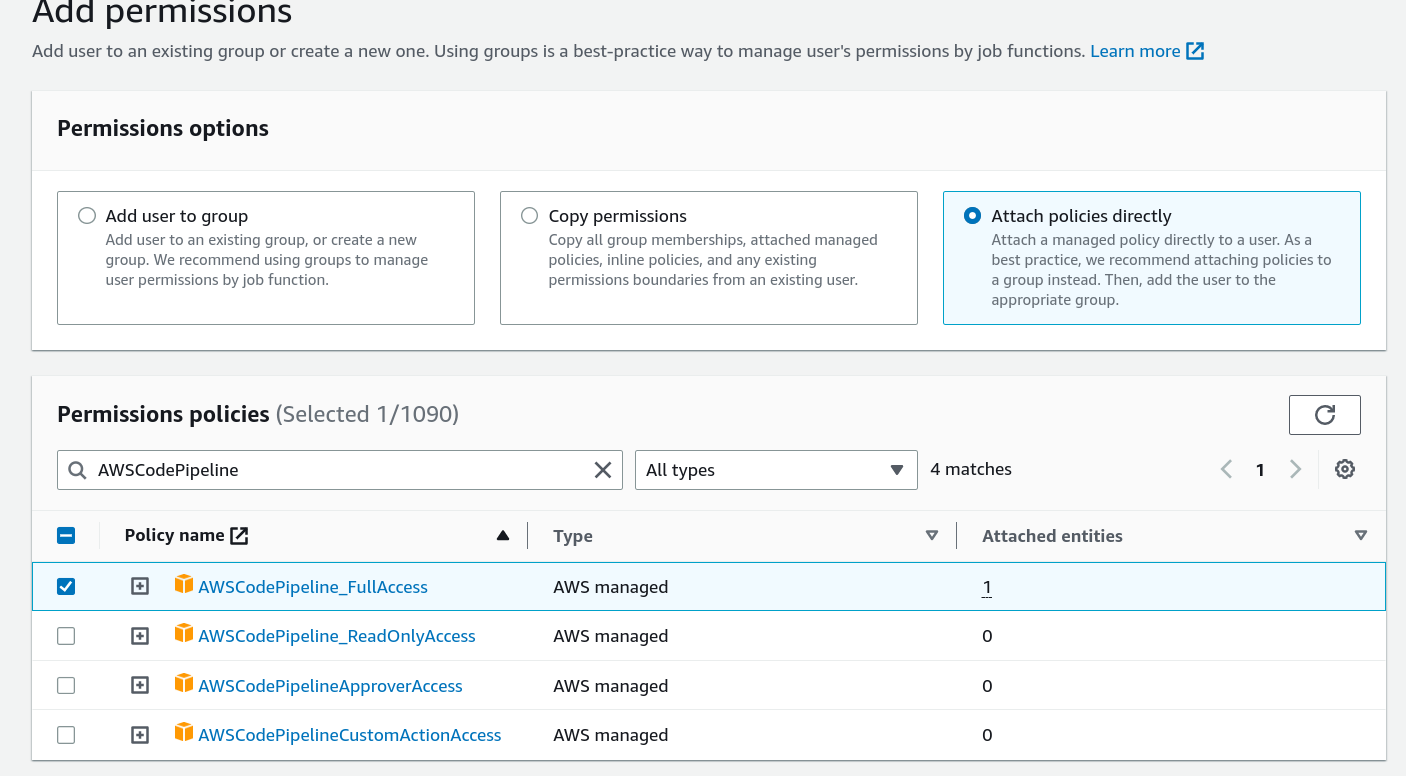 Add permissions
Add user to an existing group or create a new one. Using groups is a best-practice way to manage user's permissions by job functions. Learn more
Permissions options
Add user to group
Add user to an existing group, or create a new
group. We recommend using groups to manage
user permissions by job function.
Copy permissions
Copy all group memberships, attached managed
policies, inline policies, and any existing
permissions boundaries from an existing user.
Attach policies directly
Attach a managed policy directly to a user. As a
best practice, we recommend attaching policies to
a group instead. Then, add the user to the
appropriate group.
Permissions policies (Selected 1/1090)
AWSCodePipeline All types 4 matches 1
Policy name Type Attached entities
AWSCodePipeline_FullAccess AWS managed 1
AWSCodePipeline_ReadOnlyAccess AWS managed 0
AWSCodePipelineApproverAccess AWS managed 0
AWSCodePipelineCustomActionAccess AWS managed 0